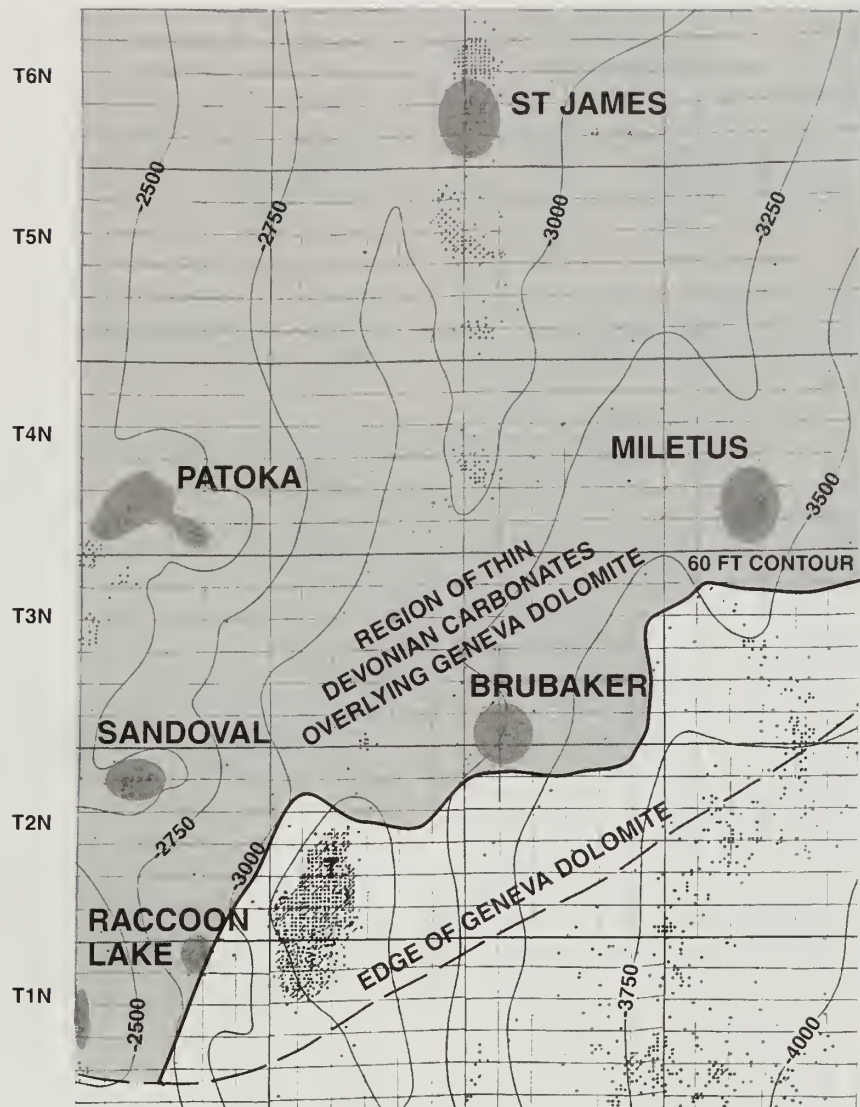 T6N
ST JAMES
-2500
-2750
-3000
-3250
T5N
T4N
MILETUS
PATOKA
-3500
REGION OF THIN
DEVONIAN CARBONATES
OVERLYING GENEVA DOLOMITE
60 FT CONTOUR
T3N
BRUBAKER
SANDOVAL
T2N
-2750
-3000
EDGE OF GENEVA DOLOMITE
RACCOON
LAKE
T1N
-2500
-3750
-4000